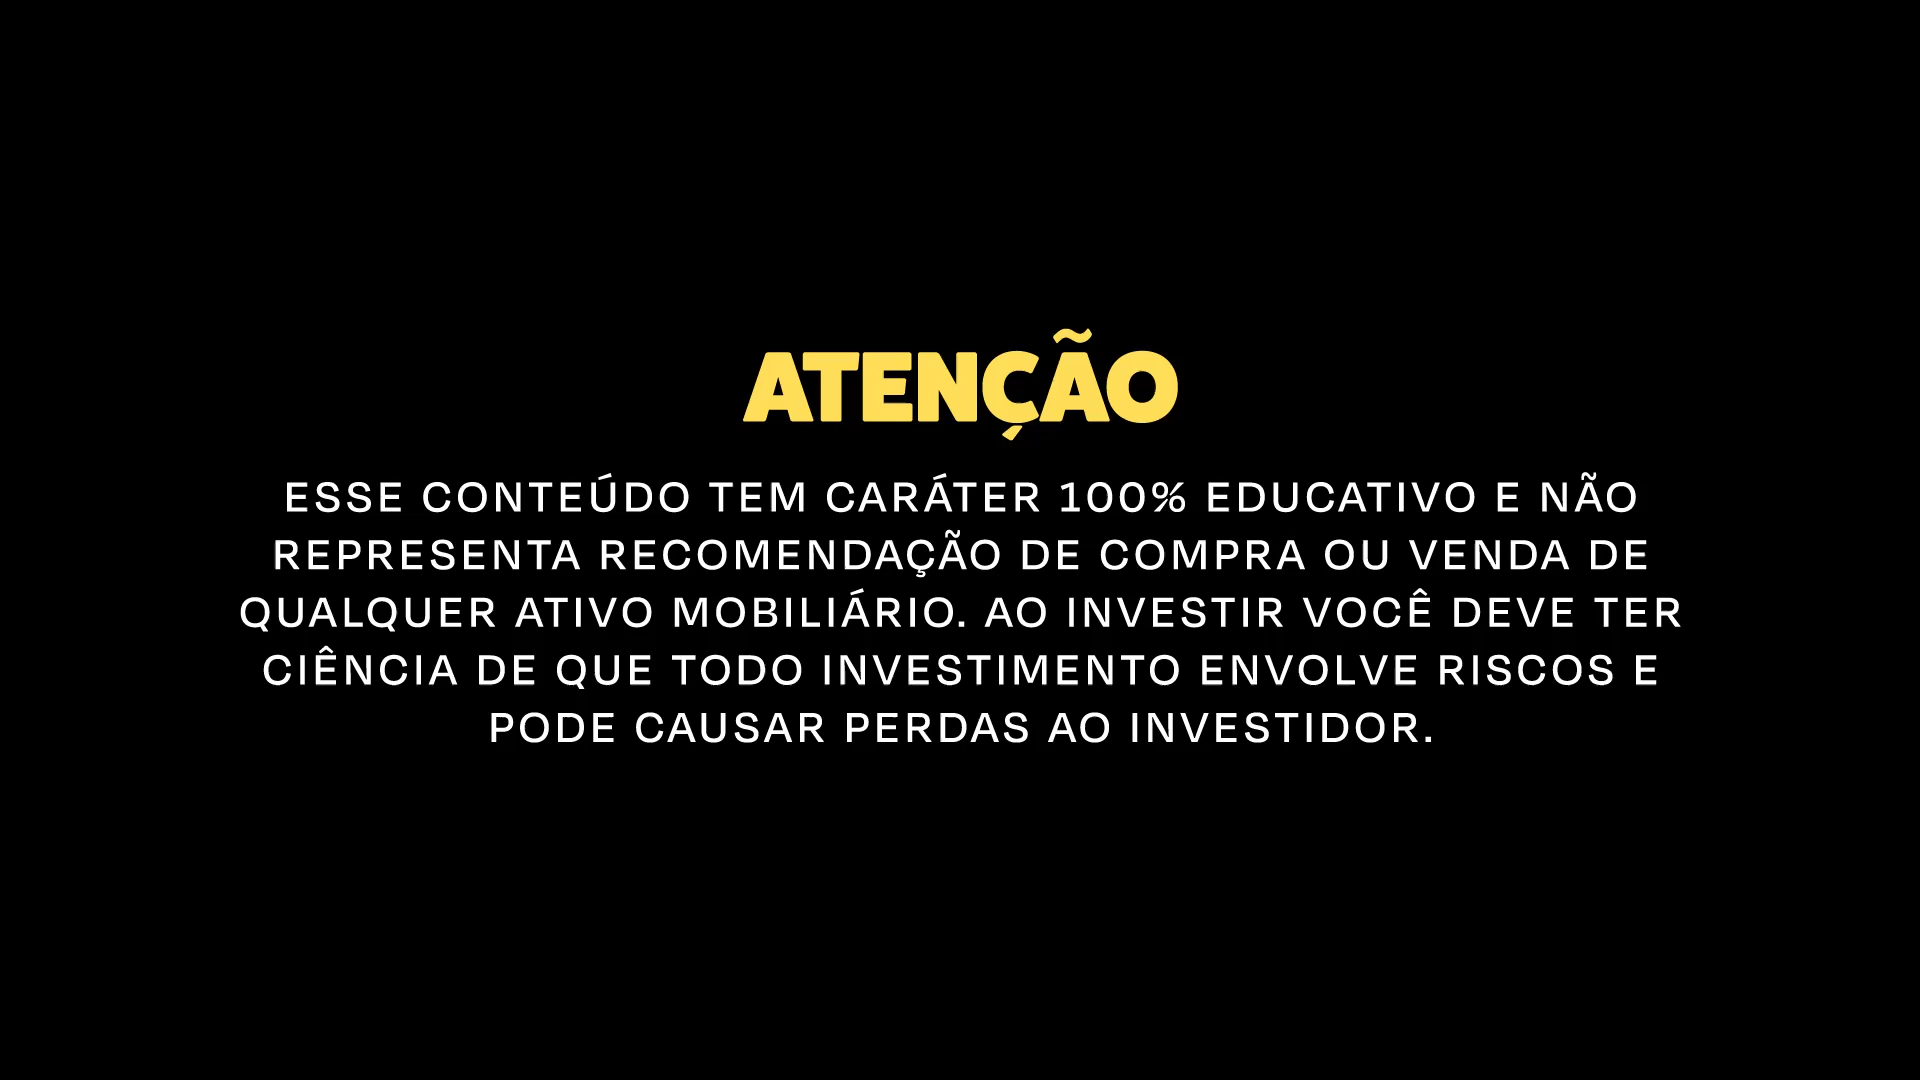 ATENÇÃO
ESSE CONTEÚDO TEM CARÁTER 100% EDUCATIVO E NÃO
REPRESENTA RECOMENDAÇÃO DE COMPRA OU VENDA DE
QUALQUER ATIVO MOBILIÁRIO. AO INVESTIR VOCÊ DEVE TER
CIÊNCIA DE QUE TODO INVESTIMENTO ENVOLVE RISCOS E
PODE CAUSAR PERDAS AO INVESTIDOR.